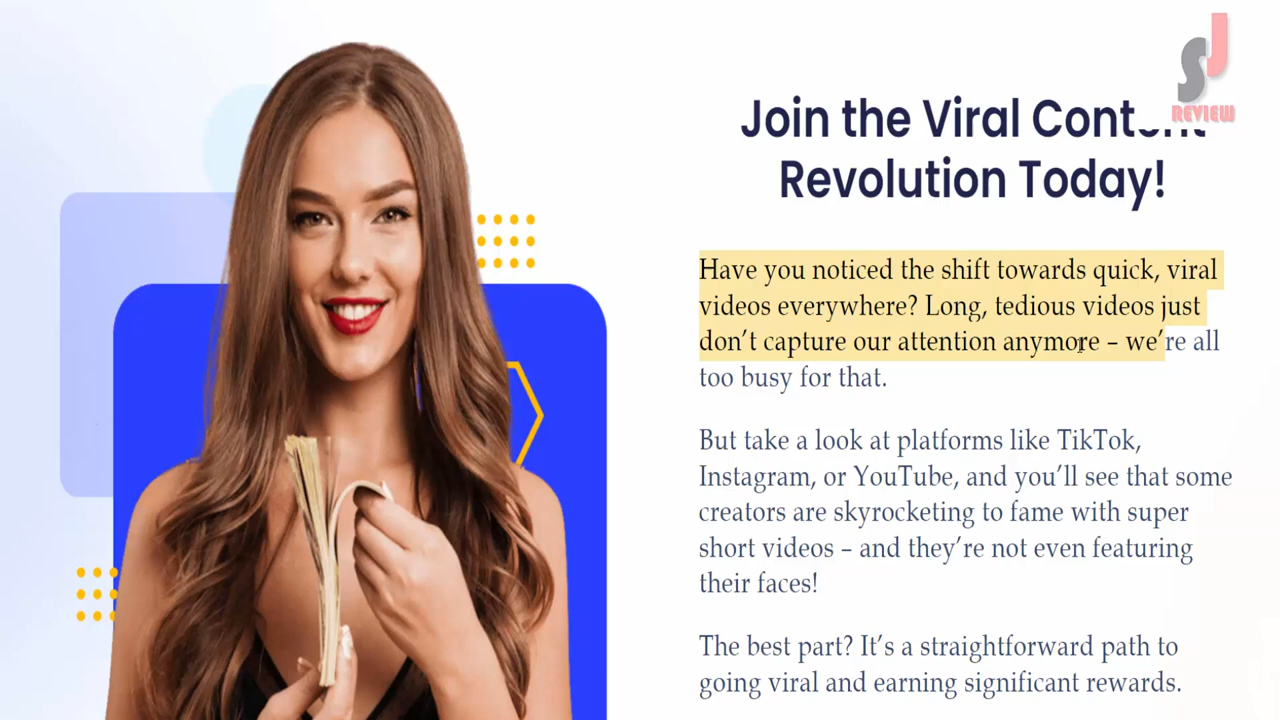 SJ
REVIEW
Join the Viral Content
Revolution Today!
Have you noticed the shift towards quick, viral
videos everywhere? Long, tedious videos just
don’t capture our attention anymore – we’re all
too busy for that.
But take a look at platforms like TikTok,
Instagram, or YouTube, and you’ll see that some
creators are skyrocketing to fame with super
short videos – and they’re not even featuring
their faces!
The best part? It’s a straightforward path to
going viral and earning significant rewards.